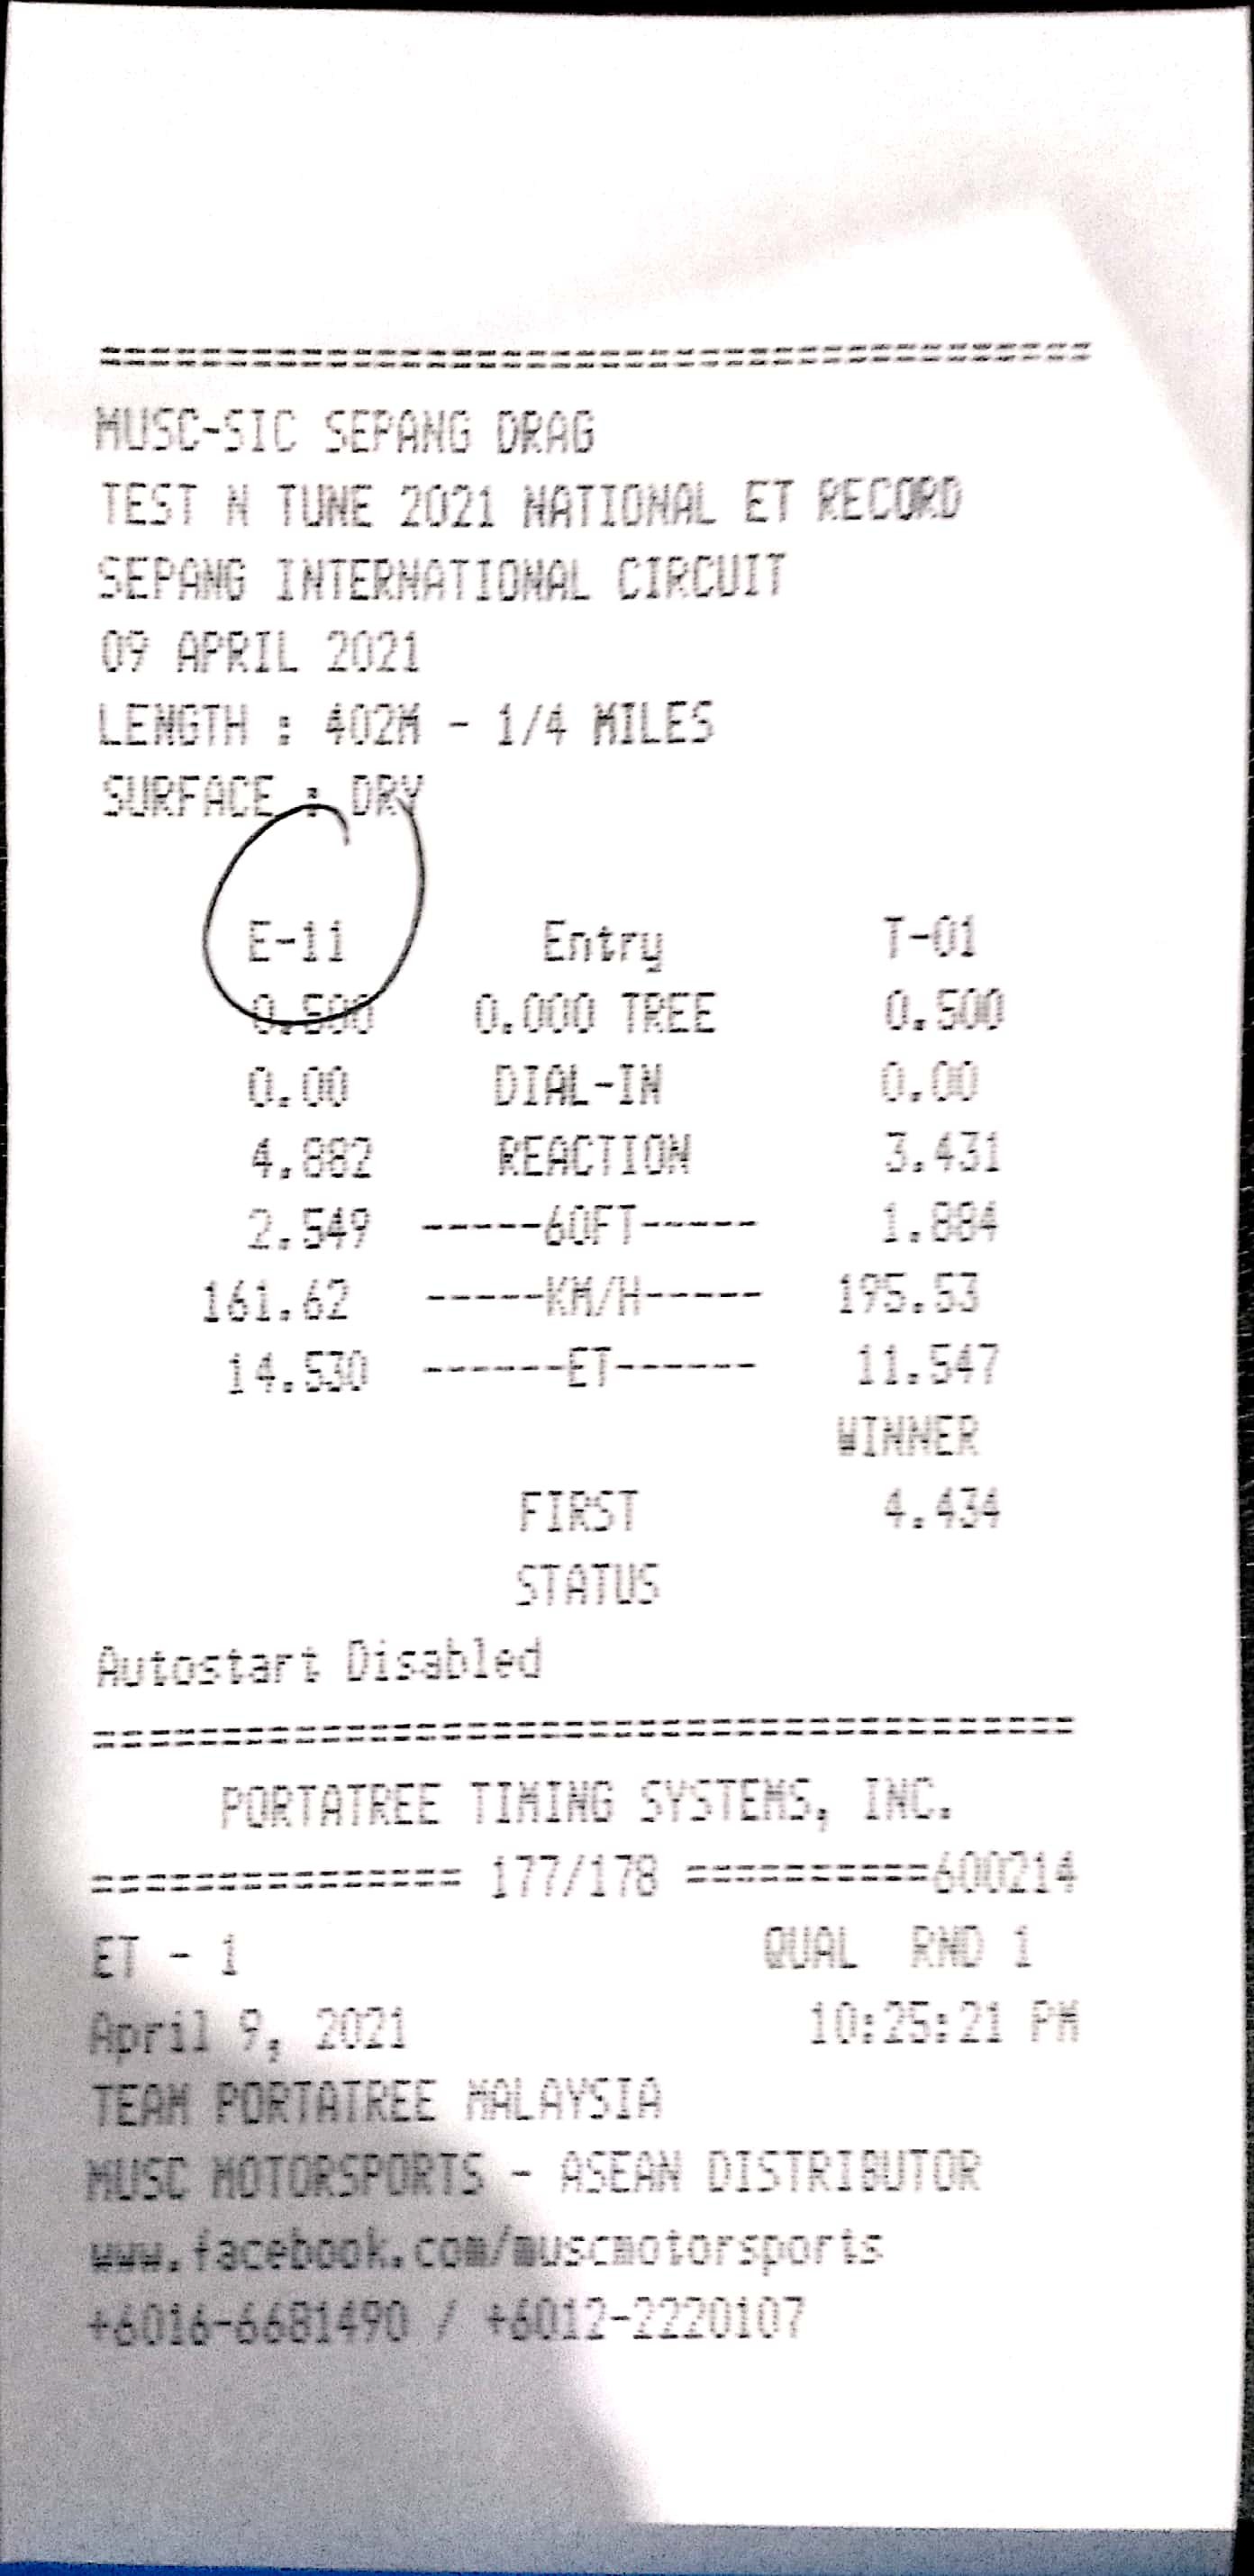 ================================
MUSC-SIC SEPANG DRAG
TEST N TUNE 2021 NATIONAL ET RECORD
SEPANG INTERNATIONAL CIRCUIT
09 APRIL 2021
LENGTH : 402M - 1/4 MILES
SURFACE : DRY
E-11 Entry T-01
0.500 0.000 TREE 0.500
0.00 DIAL-IN 0.00
4.882 REACTION 3.431
2.549 -----60FT----- 1.884
161.62 -----KM/H----- 195.53
14.530 ------ET------ 11.547
WINNER
FIRST 4.434
STATUS
Autostart Disabled
================================
PORTATREE TIMING SYSTEMS, INC.
=============== 177/178 ==========600214
ET - 1 QUAL RND 1
April 9, 2021 10:25:21 PM
TEAM PORTATREE MALAYSIA
MUSC MOTORSPORTS - ASEAN DISTRIBUTOR
www.facebook.com/muscmotorsports
+6016-6681490 / +6012-2220107